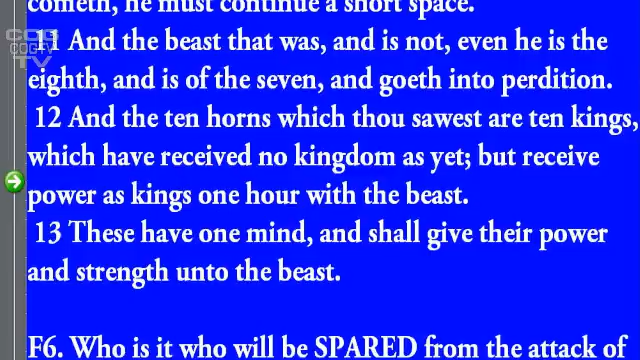 cometh, he must continue a short space.
11 And the beast that was, and is not, even he is the
eighth, and is of the seven, and goeth into perdition.
12 And the ten horns which thou sawest are ten kings,
which have received no kingdom as yet; but receive
power as kings one hour with the beast.
13 These have one mind, and shall give their power
and strength unto the beast.
F6. Who is it who will be SPARED from the attack of
COG
COGTV
TV